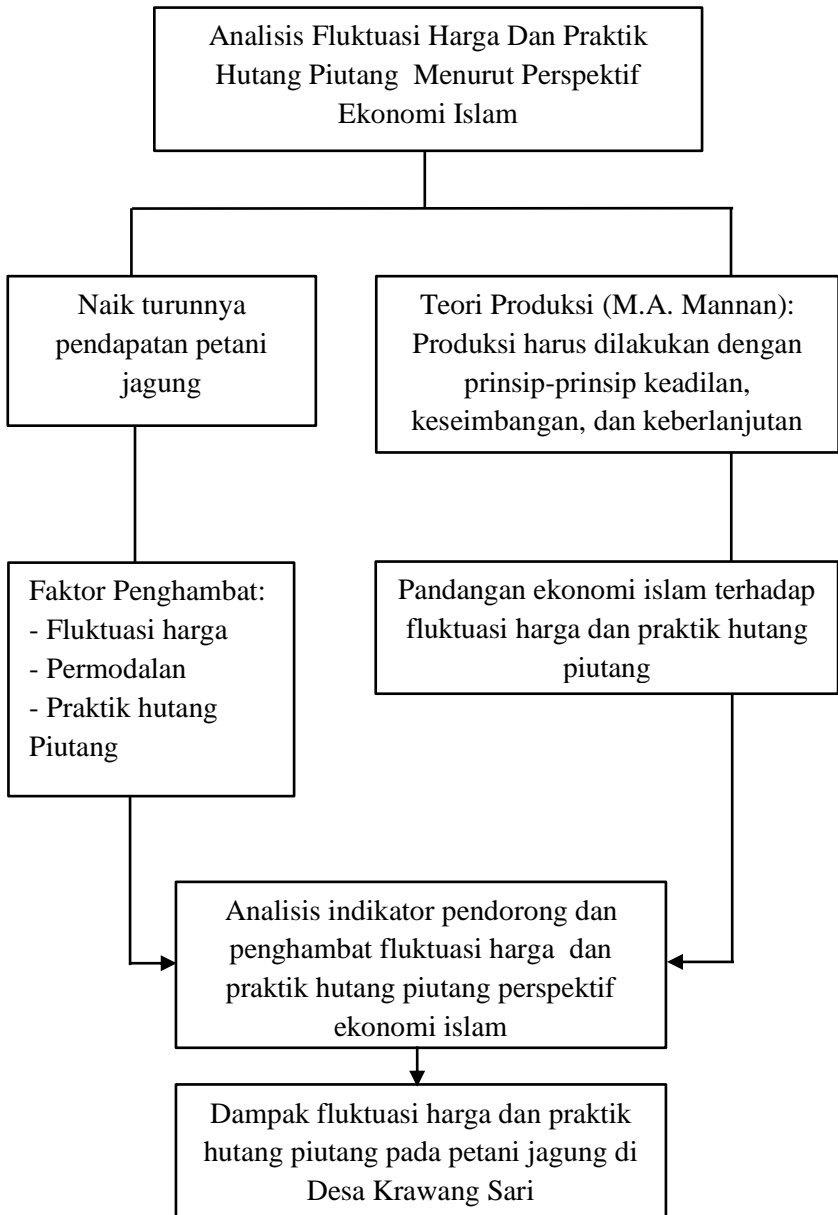 Analisis Fluktuasi Harga Dan Praktik
Hutang Piutang Menurut Perspektif
Ekonomi Islam
Naik turunnya
pendapatan petani
jagung
Teori Produksi (M.A. Mannan):
Produksi harus dilakukan dengan
prinsip-prinsip keadilan,
keseimbangan, dan keberlanjutan
Faktor Penghambat:
- Fluktuasi harga
- Permodalan
- Praktik hutang
Piutang
Pandangan ekonomi islam terhadap
fluktuasi harga dan praktik hutang
piutang
Analisis indikator pendorong dan
penghambat fluktuasi harga dan
praktik hutang piutang perspektif
ekonomi islam
Dampak fluktuasi harga dan praktik
hutang piutang pada petani jagung di
Desa Krawang Sari